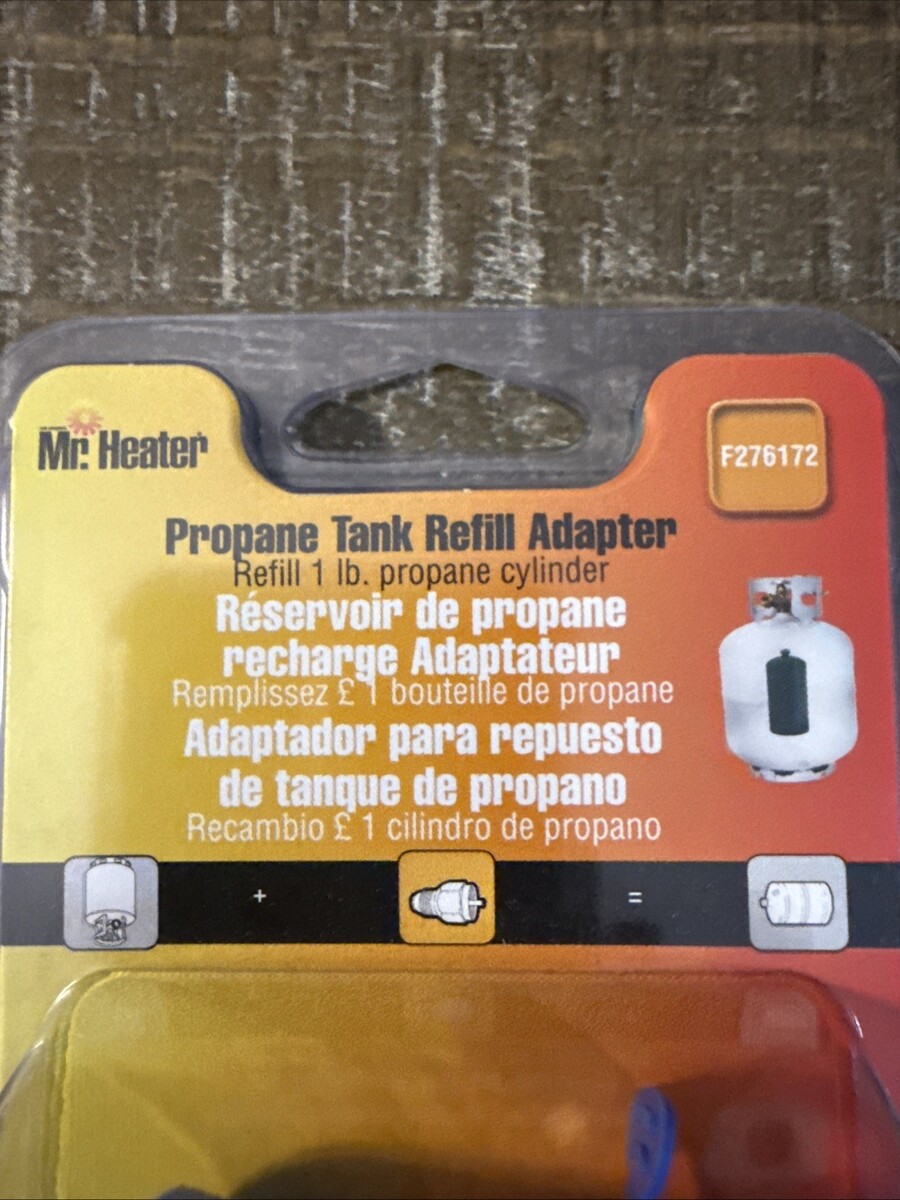 Mr. Heater
F276172
Propane Tank Refill Adapter
Refill 1 lb. propane cylinder
Réservoir de propane
recharge Adaptateur
Remplissez £ 1 bouteille de propane
Adaptador para repuesto
de tanque de propano
Recambio £ 1 cilindro de propano
+ =